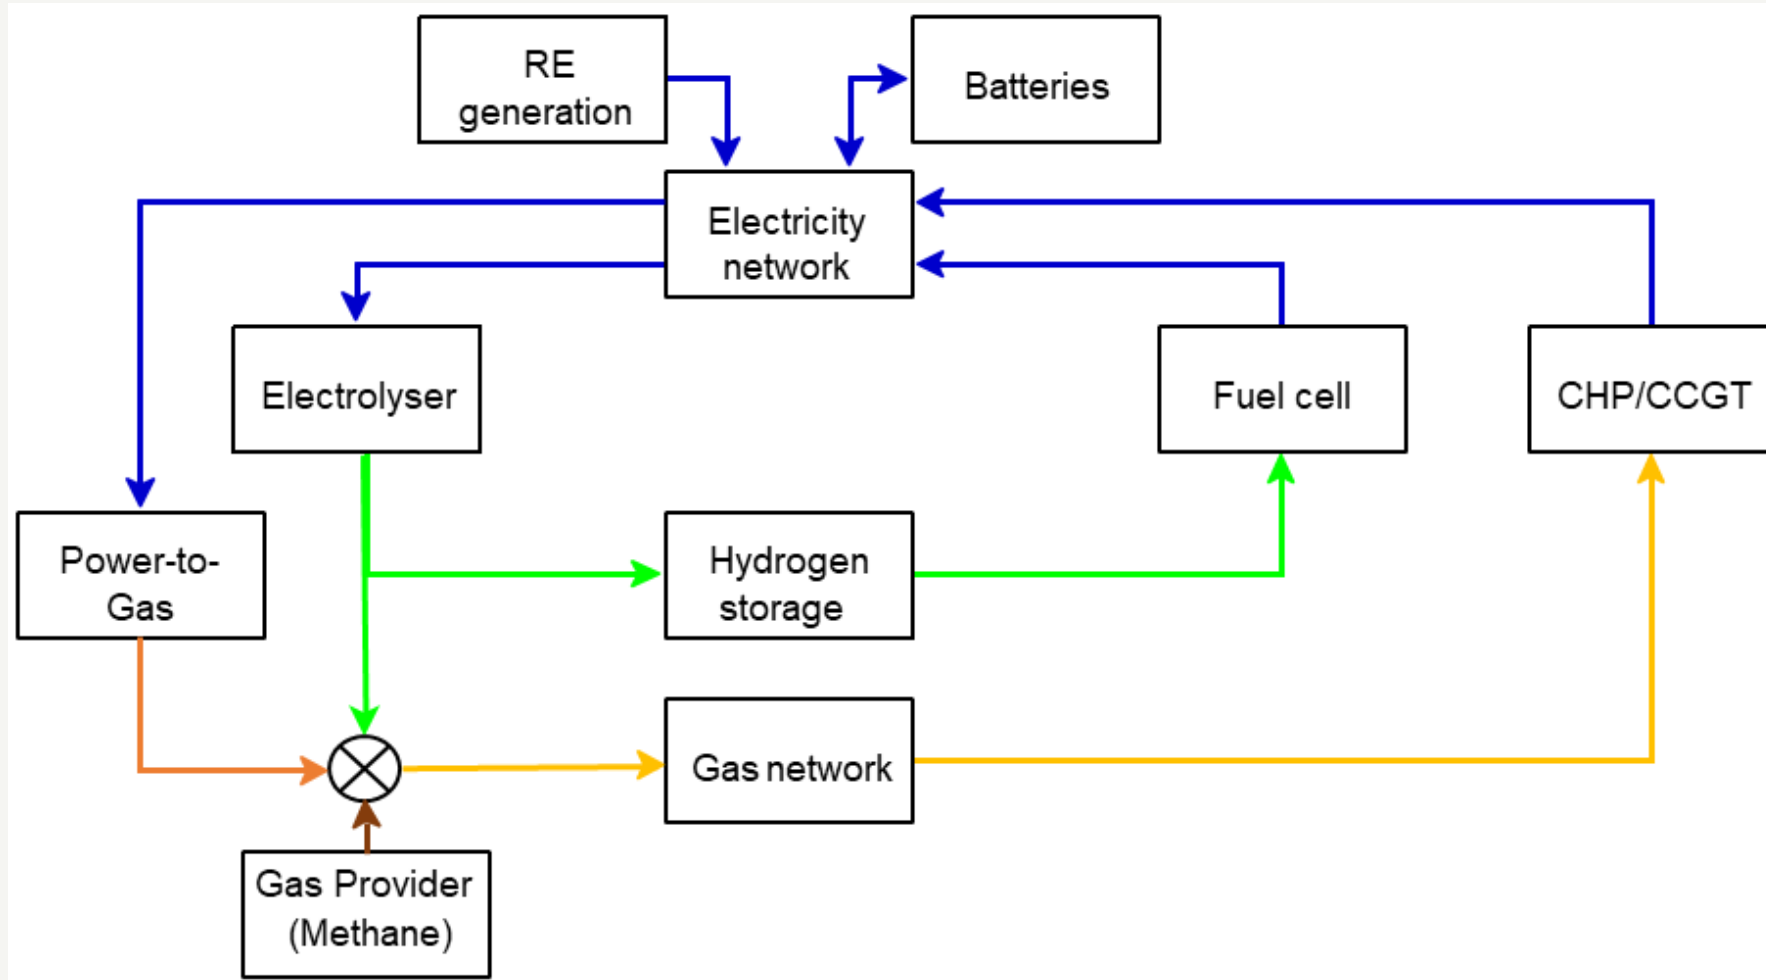 RE
generation
Batteries
Electricity
network
Electrolyser
Fuel cell
CHP/CCGT
Power-to-
Gas
Hydrogen
storage
Gas network
Gas Provider
(Methane)